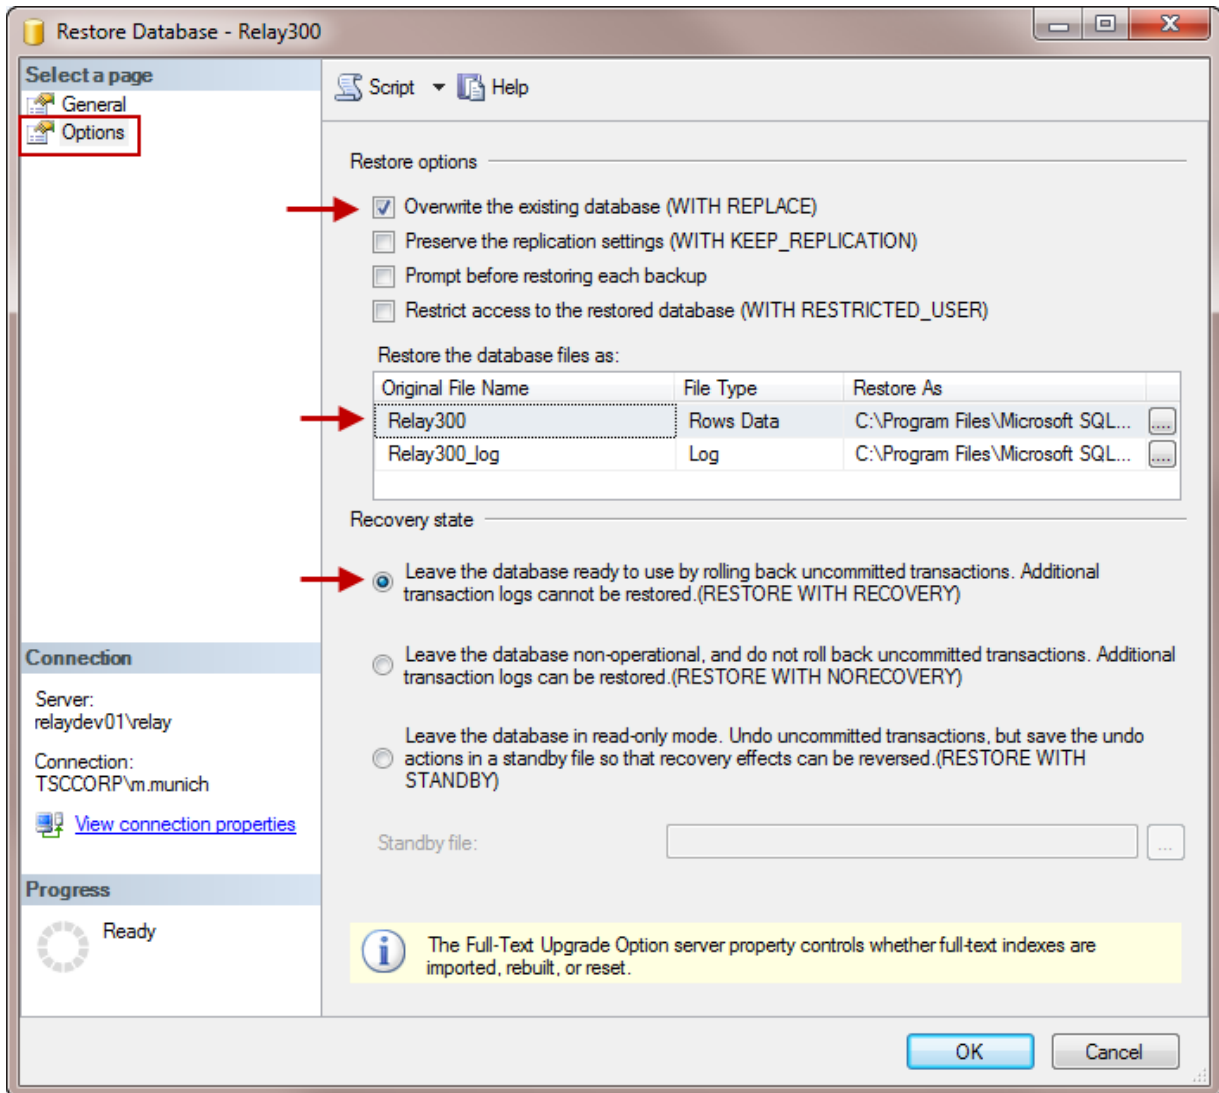 Restore Database - Relay300
Select a page
General
Options
Script
Help
Restore options
Overwrite the existing database (WITH REPLACE)
Preserve the replication settings (WITH KEEP_REPLICATION)
Prompt before restoring each backup
Restrict access to the restored database (WITH RESTRICTED_USER)
Restore the database files as:
Original File Name File Type Restore As
Relay300 Rows Data C:\Program Files\Microsoft SQL... ....
Relay300_log Log C:\Program Files\Microsoft SQL... ....
Recovery state
Leave the database ready to use by rolling back uncommitted transactions. Additional
transaction logs cannot be restored.(RESTORE WITH RECOVERY)
Leave the database non-operational, and do not roll back uncommitted transactions. Additional
transaction logs can be restored.(RESTORE WITH NORECOVERY)
Leave the database in read-only mode. Undo uncommitted transactions, but save the undo
actions in a standby file so that recovery effects can be reversed.(RESTORE WITH
STANDBY)
Standby file: ...
Connection
Server:
relaydev01\relay
Connection:
TSCCORP\m.munich
View connection properties
Progress
Ready
The Full-Text Upgrade Option server property controls whether full-text indexes are
imported, rebuilt, or reset.
OK Cancel